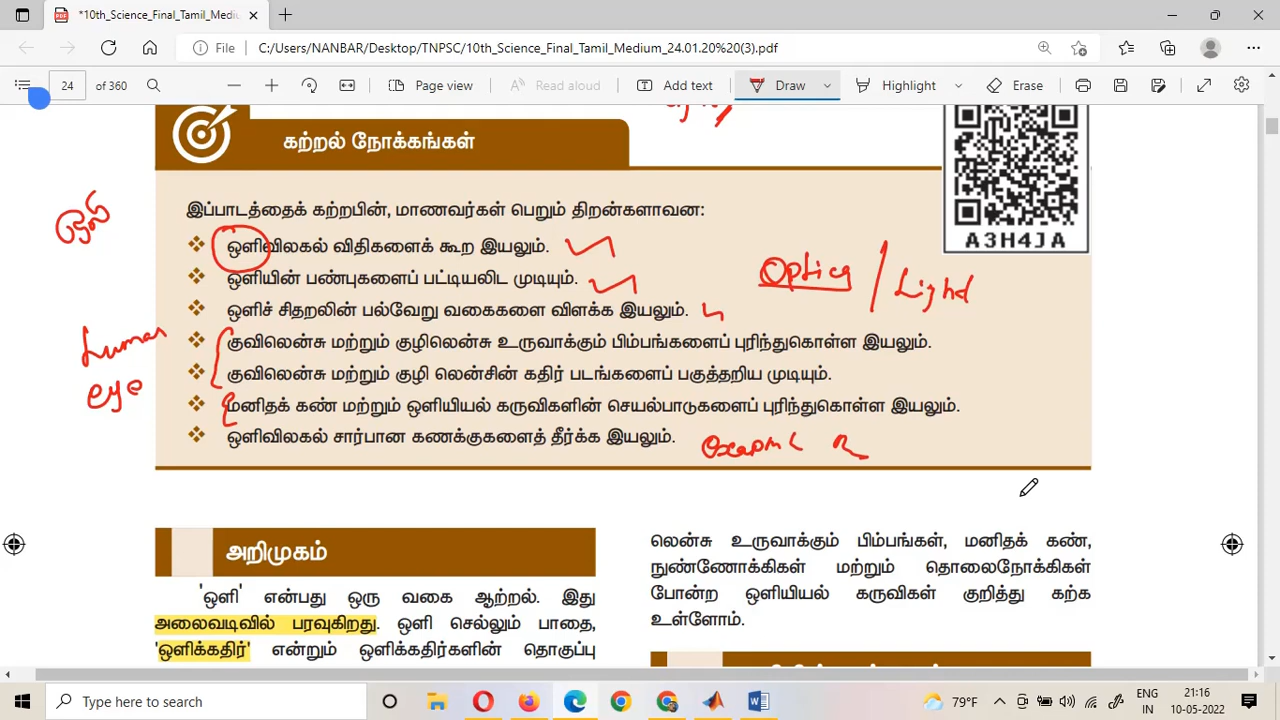 *10th_Science_Final_Tamil_Mediu
File C:/Users/NANBAR/Desktop/TNPSC/10th_Science_Final_Tamil_Medium_24.01.20%20(3).pdf
24 of 360 Page view Read aloud Add text Draw Highlight Erase
கற்றல் நோக்கங்கள்
A3H4JA
இப்பாடத்தைக் கற்றபின், மாணவர்கள் பெறும் திறன்களாவன:
ஒளிவிலகல் விதிகளைக் கூற இயலும்.
ஒளியின் பண்புகளைப் பட்டியலிட முடியும்.
Optics / Light
ஒளிச் சிதறலின் பல்வேறு வகைகளை விளக்க இயலும்.
குவிலென்சு மற்றும் குழிலென்சு உருவாக்கும் பிம்பங்களைப் புரிந்துகொள்ள இயலும்.
human
eye
குவிலென்சு மற்றும் குழி லென்சின் கதிர் படங்களைப் பகுத்தறிய முடியும்.
மனிதக் கண் மற்றும் ஒளியியல் கருவிகளின் செயல்பாடுகளைப் புரிந்துகொள்ள இயலும்.
ஒளிவிலகல் சார்பான கணக்குகளைத் தீர்க்க இயலும்.
அறிமுகம்
'ஒளி' என்பது ஒரு வகை ஆற்றல். இது
அலைவடிவில் பரவுகிறது. ஒளி செல்லும் பாதை,
'ஒளிக்கதிர்' என்றும் ஒளிக்கதிர்களின் தொகுப்பு
லென்சு உருவாக்கும் பிம்பங்கள், மனிதக் கண்,
நுண்ணோக்கிகள் மற்றும் தொலைநோக்கிகள்
போன்ற ஒளியியல் கருவிகள் குறித்து கற்க
உள்ளோம்.
Type here to search
79°F
ENG
IN
21:16
10-05-2022